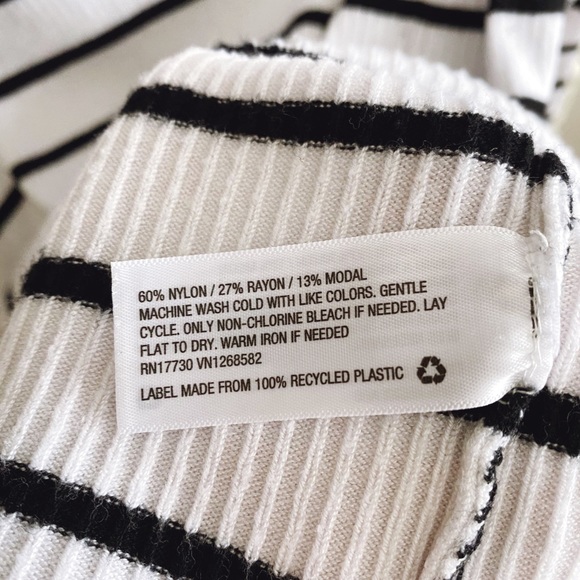 60% NYLON / 27% RAYON / 13% MODAL
MACHINE WASH COLD WITH LIKE COLORS. GENTLE
CYCLE. ONLY NON-CHLORINE BLEACH IF NEEDED. LAY
FLAT TO DRY. WARM IRON IF NEEDED
RN17730 VN1268582
LABEL MADE FROM 100% RECYCLED PLASTIC